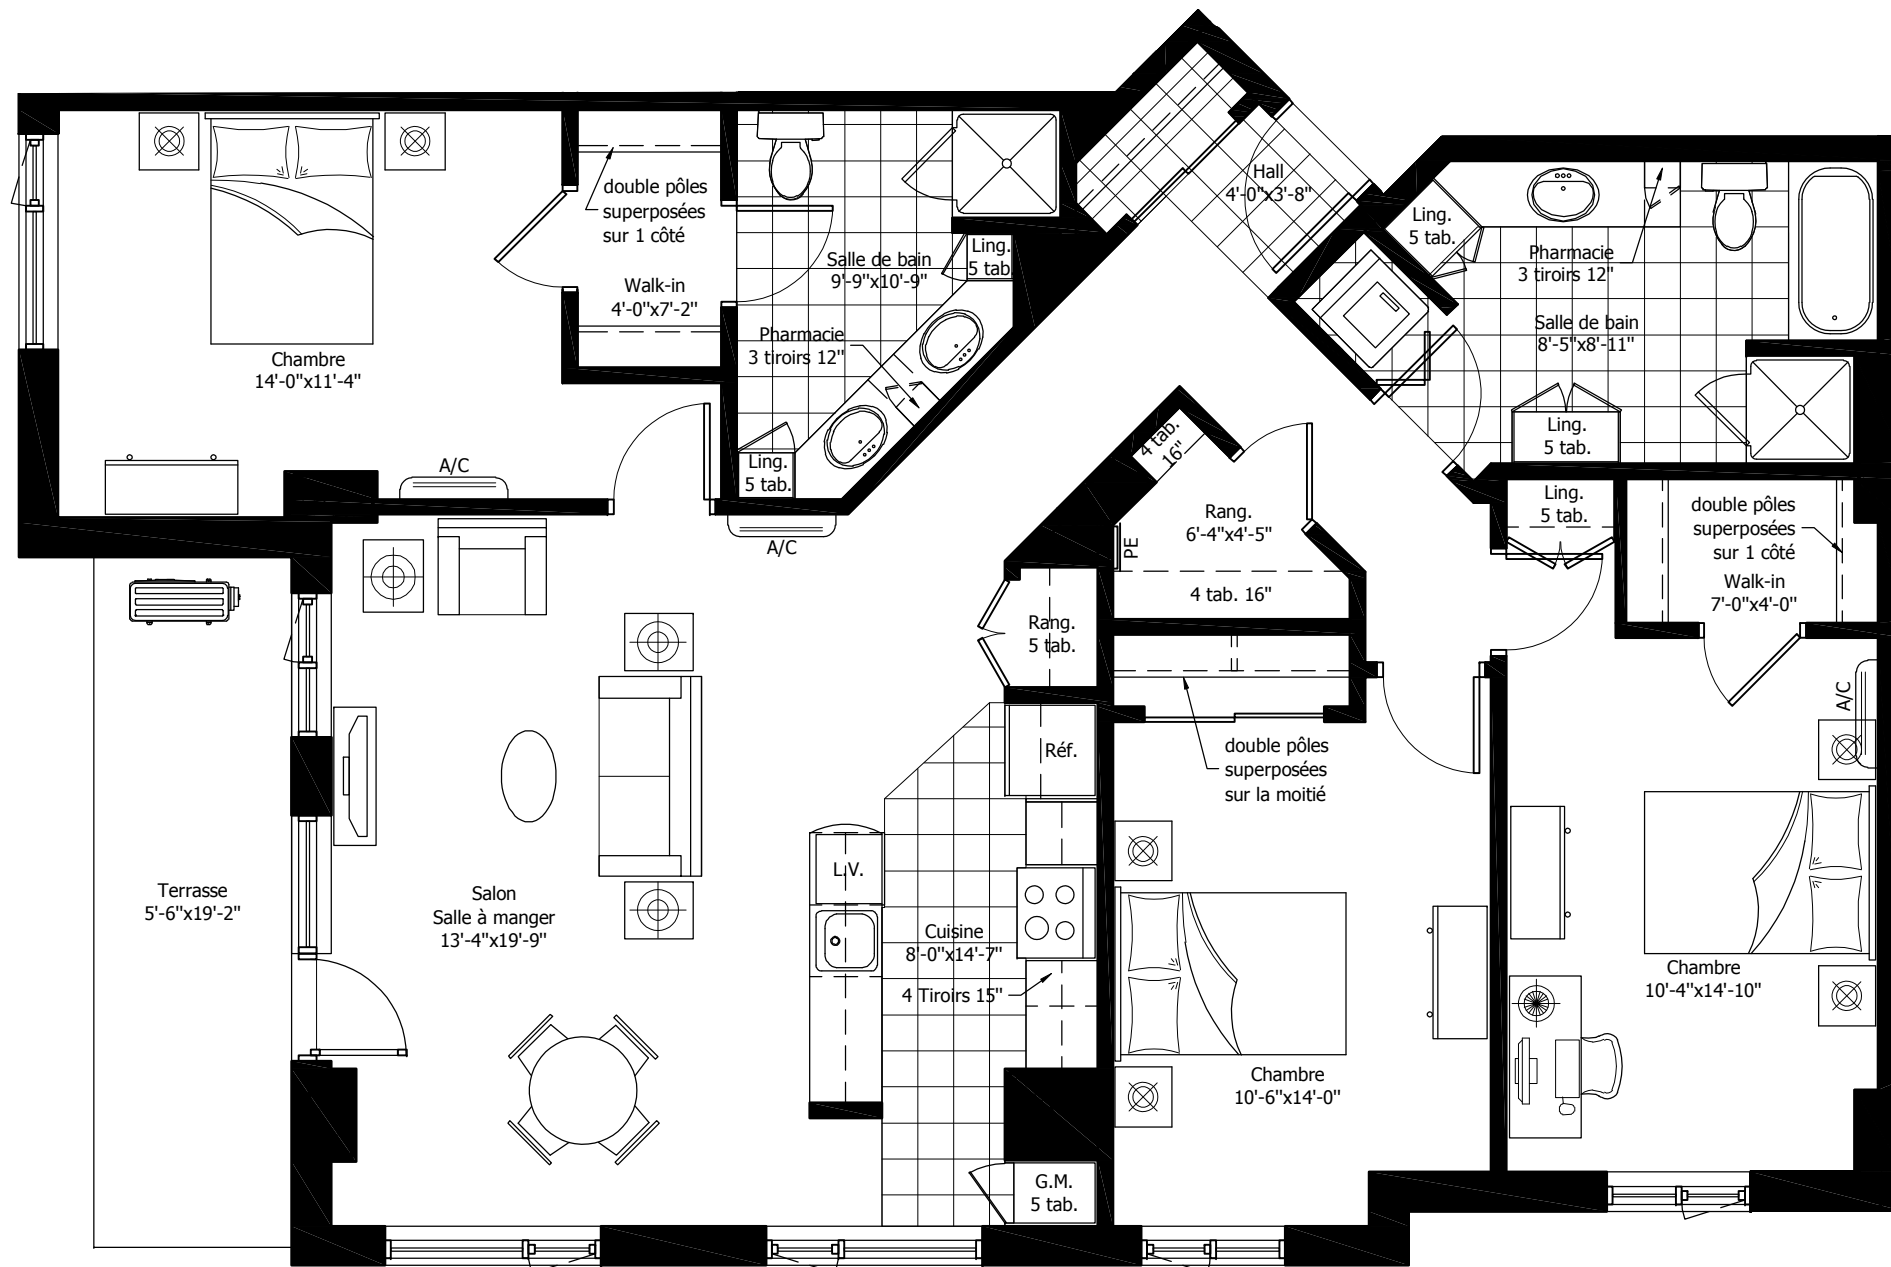 Hall
4'-0"x3'-8"
double pôles
superposées
sur 1 côté
Walk-in
4'-0"x7'-2"
Salle de bain
9'-9"x10'-9"
Ling.
5 tab.
Pharmacie
3 tiroirs 12"
Ling.
5 tab.
Chambre
14'-0"x11'-4"
A/C
A/C
Ling.
5 tab.
Pharmacie
3 tiroirs 12"
Salle de bain
8'-5"x8'-11"
Ling.
5 tab.
4 tab.
16"
Rang.
6'-4"x4'-5"
PE
4 tab. 16"
Ling.
5 tab.
double pôles
superposées
sur 1 côté
Walk-in
7'-0"x4'-0"
A/C
Rang.
5 tab.
Réf.
double pôles
superposées
sur la moitié
Terrasse
5'-6"x19'-2"
Salon
Salle à manger
13'-4"x19'-9"
L.V.
Cuisine
8'-0"x14'-7"
4 Tiroirs 15"
Chambre
10'-4"x14'-10"
Chambre
10'-6"x14'-0"
G.M.
5 tab.